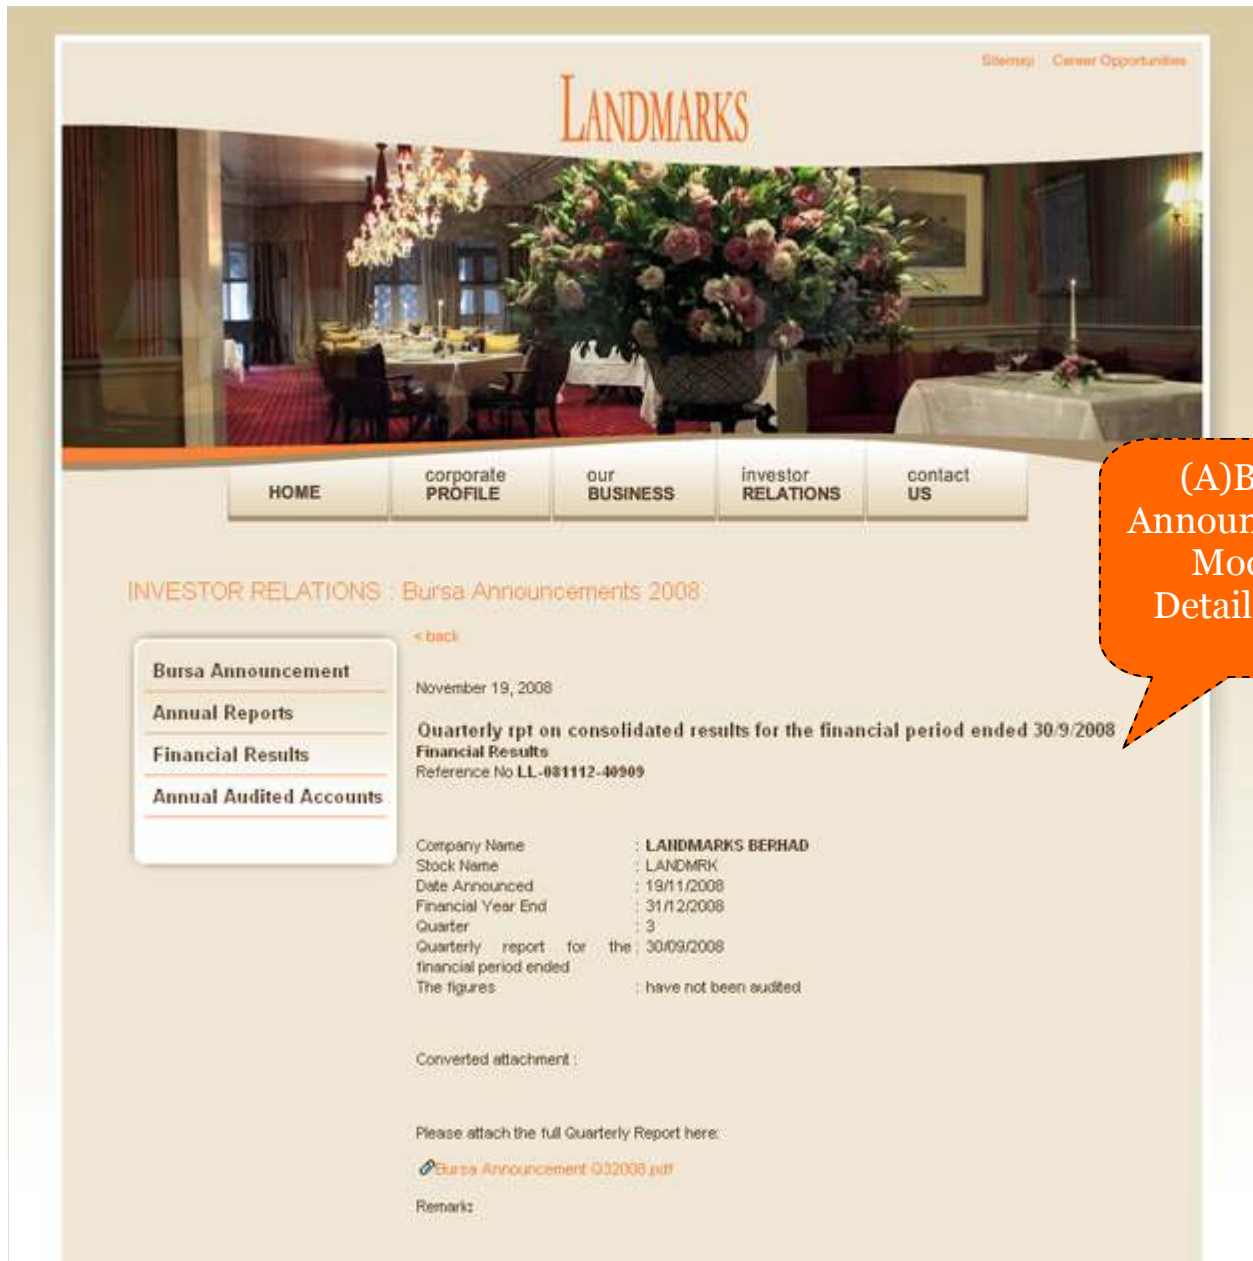 Sitemap Career Opportunities
LANDMARKS
HOME
corporate PROFILE
our BUSINESS
investor RELATIONS
contact US
(A)B
Announ
Mod
Detail
INVESTOR RELATIONS : Bursa Announcements 2008
< back
Bursa Announcement
Annual Reports
Financial Results
Annual Audited Accounts
November 19, 2008
Quarterly rpt on consolidated results for the financial period ended 30/9/2008
Financial Results
Reference No LL-081112-40909
Company Name : LANDMARKS BERHAD
Stock Name : LANDMRK
Date Announced : 19/11/2008
Financial Year End : 31/12/2008
Quarter : 3
Quarterly report for the : 30/09/2008
financial period ended
The figures : have not been audited
Converted attachment :
Please attach the full Quarterly Report here:
Bursa Announcement Q32008.pdf
Remark: